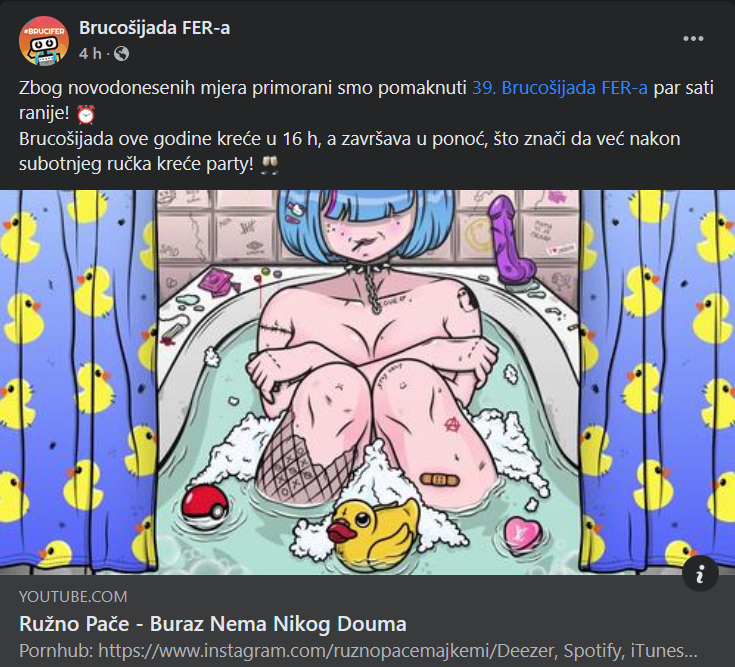 #BRUCIFER
Brucošijada FER-a
4 h ·
Zbog novodonesenih mjera primorani smo pomaknuti 39. Brucošijada FER-a par sati
ranije!
Brucošijada ove godine kreće u 16 h, a završava u ponoć, što znači da već nakon
subotnjeg ručka kreće party!
YOUTUBE.COM
Ružno Pače - Buraz Nema Nikog Douma
Pornhub: https://www.instagram.com/ruznopacemajkemi/Deezer, Spotify, iTunes...